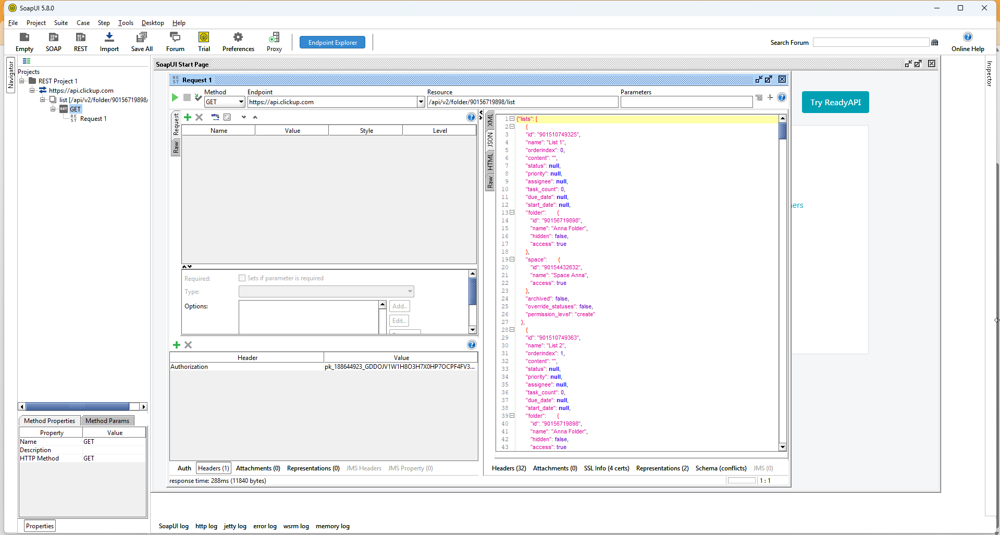 SoapUI 5.8.0
File Project Suite Case Step Tools Desktop Help
Empty SOAP REST Import Save All Forum Trial Preferences Proxy Endpoint Explorer Search Forum Online Help
Navigator
Projects
REST Project 1
https://api.clickup.com
list [/api/v2/folder/90156719898/
GET
Request 1
SoapUI Start Page
Request 1
Method Endpoint Resource Parameters
GET https://api.clickup.com /api/v2/folder/90156719898/list
Request
Raw
Name Value Style Level
Required: Sets if parameter is required
Type:
Options: Add..
Edit..
Header Value
Authorization pk_188644923_GDDOJV1W1H8O3H7X0HP7OCPF4FV3...
Auth Headers (1) Attachments (0) Representations (0) JMS Headers JMS Property (0)
response time: 288ms (11840 bytes)
XML
JSON
HTML
Raw
1 {"lists": [
2 {
3 "id": "901510749325",
4 "name": "List 1",
5 "orderindex": 0,
6 "content": "",
7 "status": null,
8 "priority": null,
9 "assignee": null,
10 "task_count": 0,
11 "due_date": null,
12 "start_date": null,
13 "folder": {
14 "id": "90156719898",
15 "name": "Anna Folder",
16 "hidden": false,
17 "access": true
18 },
19 "space": {
20 "id": "90154432632",
21 "name": "Space Anna",
22 "access": true
23 },
24 "archived": false,
25 "override_statuses": false,
26 "permission_level": "create"
27 },
28 {
29 "id": "901510749363",
30 "name": "List 2",
31 "orderindex": 1,
32 "content": "",
33 "status": null,
34 "priority": null,
35 "assignee": null,
36 "task_count": 0,
37 "due_date": null,
38 "start_date": null,
39 "folder": {
40 "id": "90156719898",
41 "name": "Anna Folder",
42 "hidden": false,
43 "access": true
Headers (32) Attachments (0) SSL Info (4 certs) Representations (2) Schema (conflicts) JMS (0)
1 : 1
Try ReadyAPI
ners
Inspector
Method Properties Method Params
Property Value
Name GET
Description
HTTP Method GET
Properties
SoapUI log http log jetty log error log wsrm log memory log